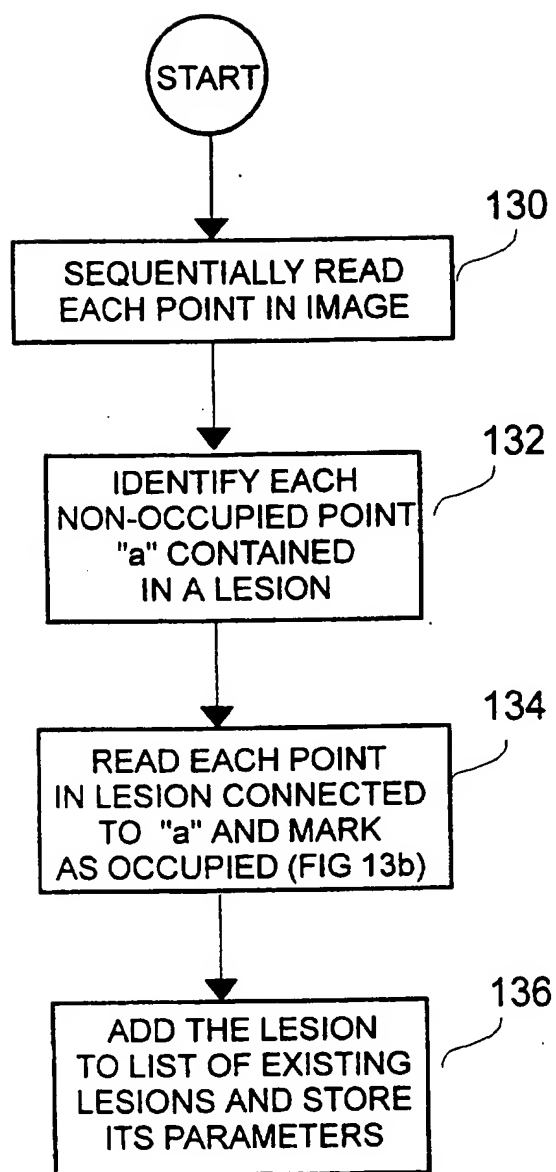 START
130
SEQUENTIALLY READ
EACH POINT IN IMAGE
132
IDENTIFY EACH
NON-OCCUPIED POINT
"a" CONTAINED
IN A LESION
134
READ EACH POINT
IN LESION CONNECTED
TO "a" AND MARK
AS OCCUPIED (FIG 13b)
136
ADD THE LESION
TO LIST OF EXISTING
LESIONS AND STORE
ITS PARAMETERS